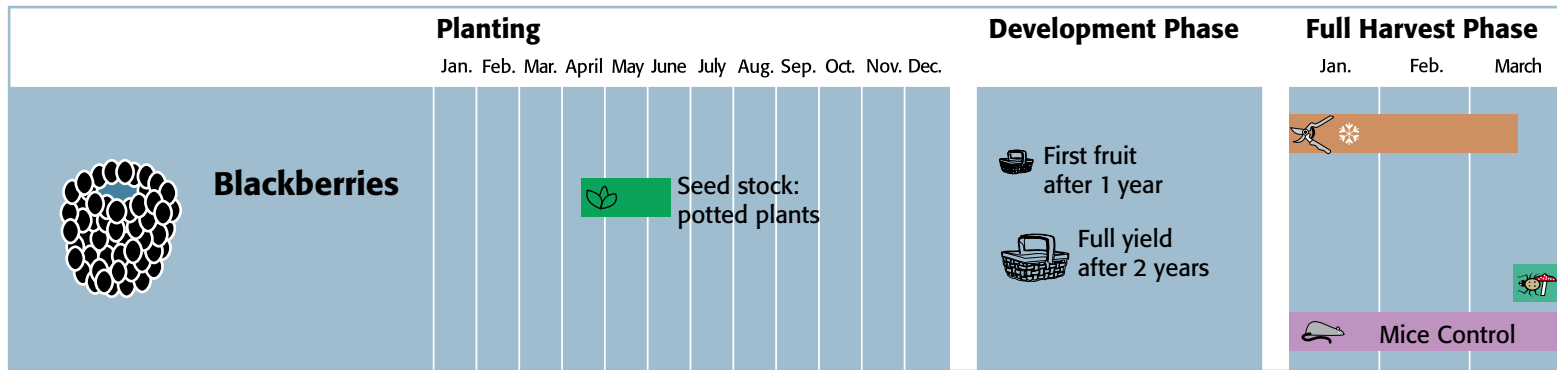 Planting
Development Phase
Full Harvest Phase
Jan. Feb. Mar. April May June July Aug. Sep. Oct. Nov. Dec.
Jan. Feb. March
Blackberries
Seed stock:
potted plants
First fruit
after 1 year
Full yield
after 2 years
Mice Control